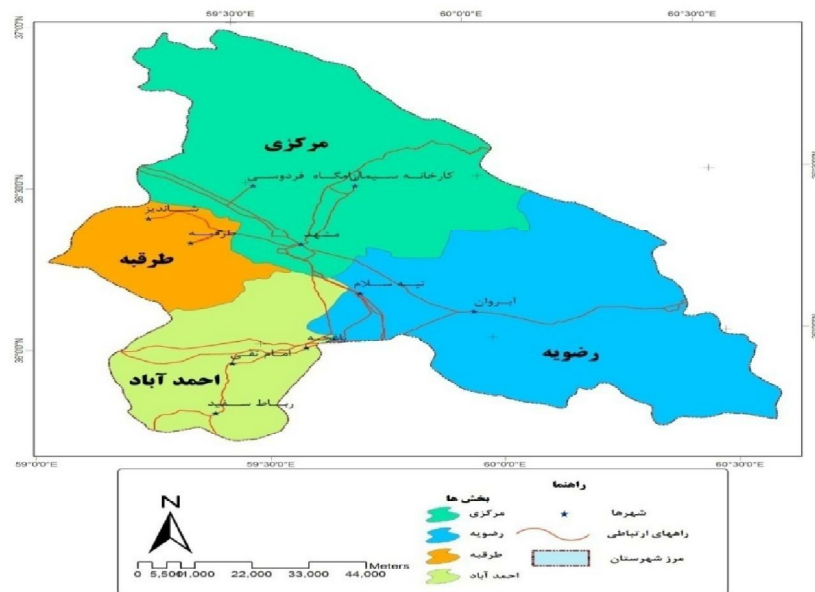 59°30'0"E 60°0'0"E 60°30'0"E
37°0'0"N
مرکزی
کارخانه سیمان
فردوسی
36°30'0"N
شاندیز
طرقبه
مشهد
طرقبه
تپه سلام
ابروان
رضویه
36°0'0"N
امام تقی
احمد آباد
رباط سفید
59°0'0"E 59°30'0"E 60°0'0"E 60°30'0"E
راهنما
بخش ها
N
مرکزی
شهرها
رضویه
راههای ارتباطی
طرقبه
مرز شهرستان
احمد آباد
0 5,500 11,000 22,000 33,000 44,000 Meters